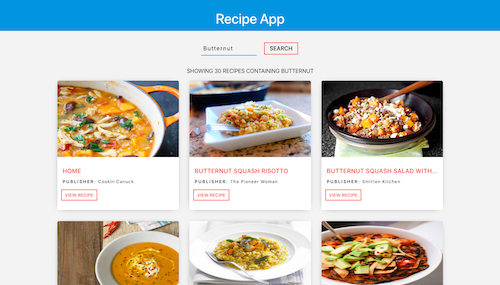 Recipe App
Butternut
SEARCH
SHOWING 30 RECIPES CONTAINING BUTTERNUT
HOME
PUBLISHER: Cookin Canuck
VIEW RECIPE
BUTTERNUT SQUASH RISOTTO
PUBLISHER: The Pioneer Woman
VIEW RECIPE
BUTTERNUT SQUASH SALAD WITH...
PUBLISHER: Smitten Kitchen
VIEW RECIPE